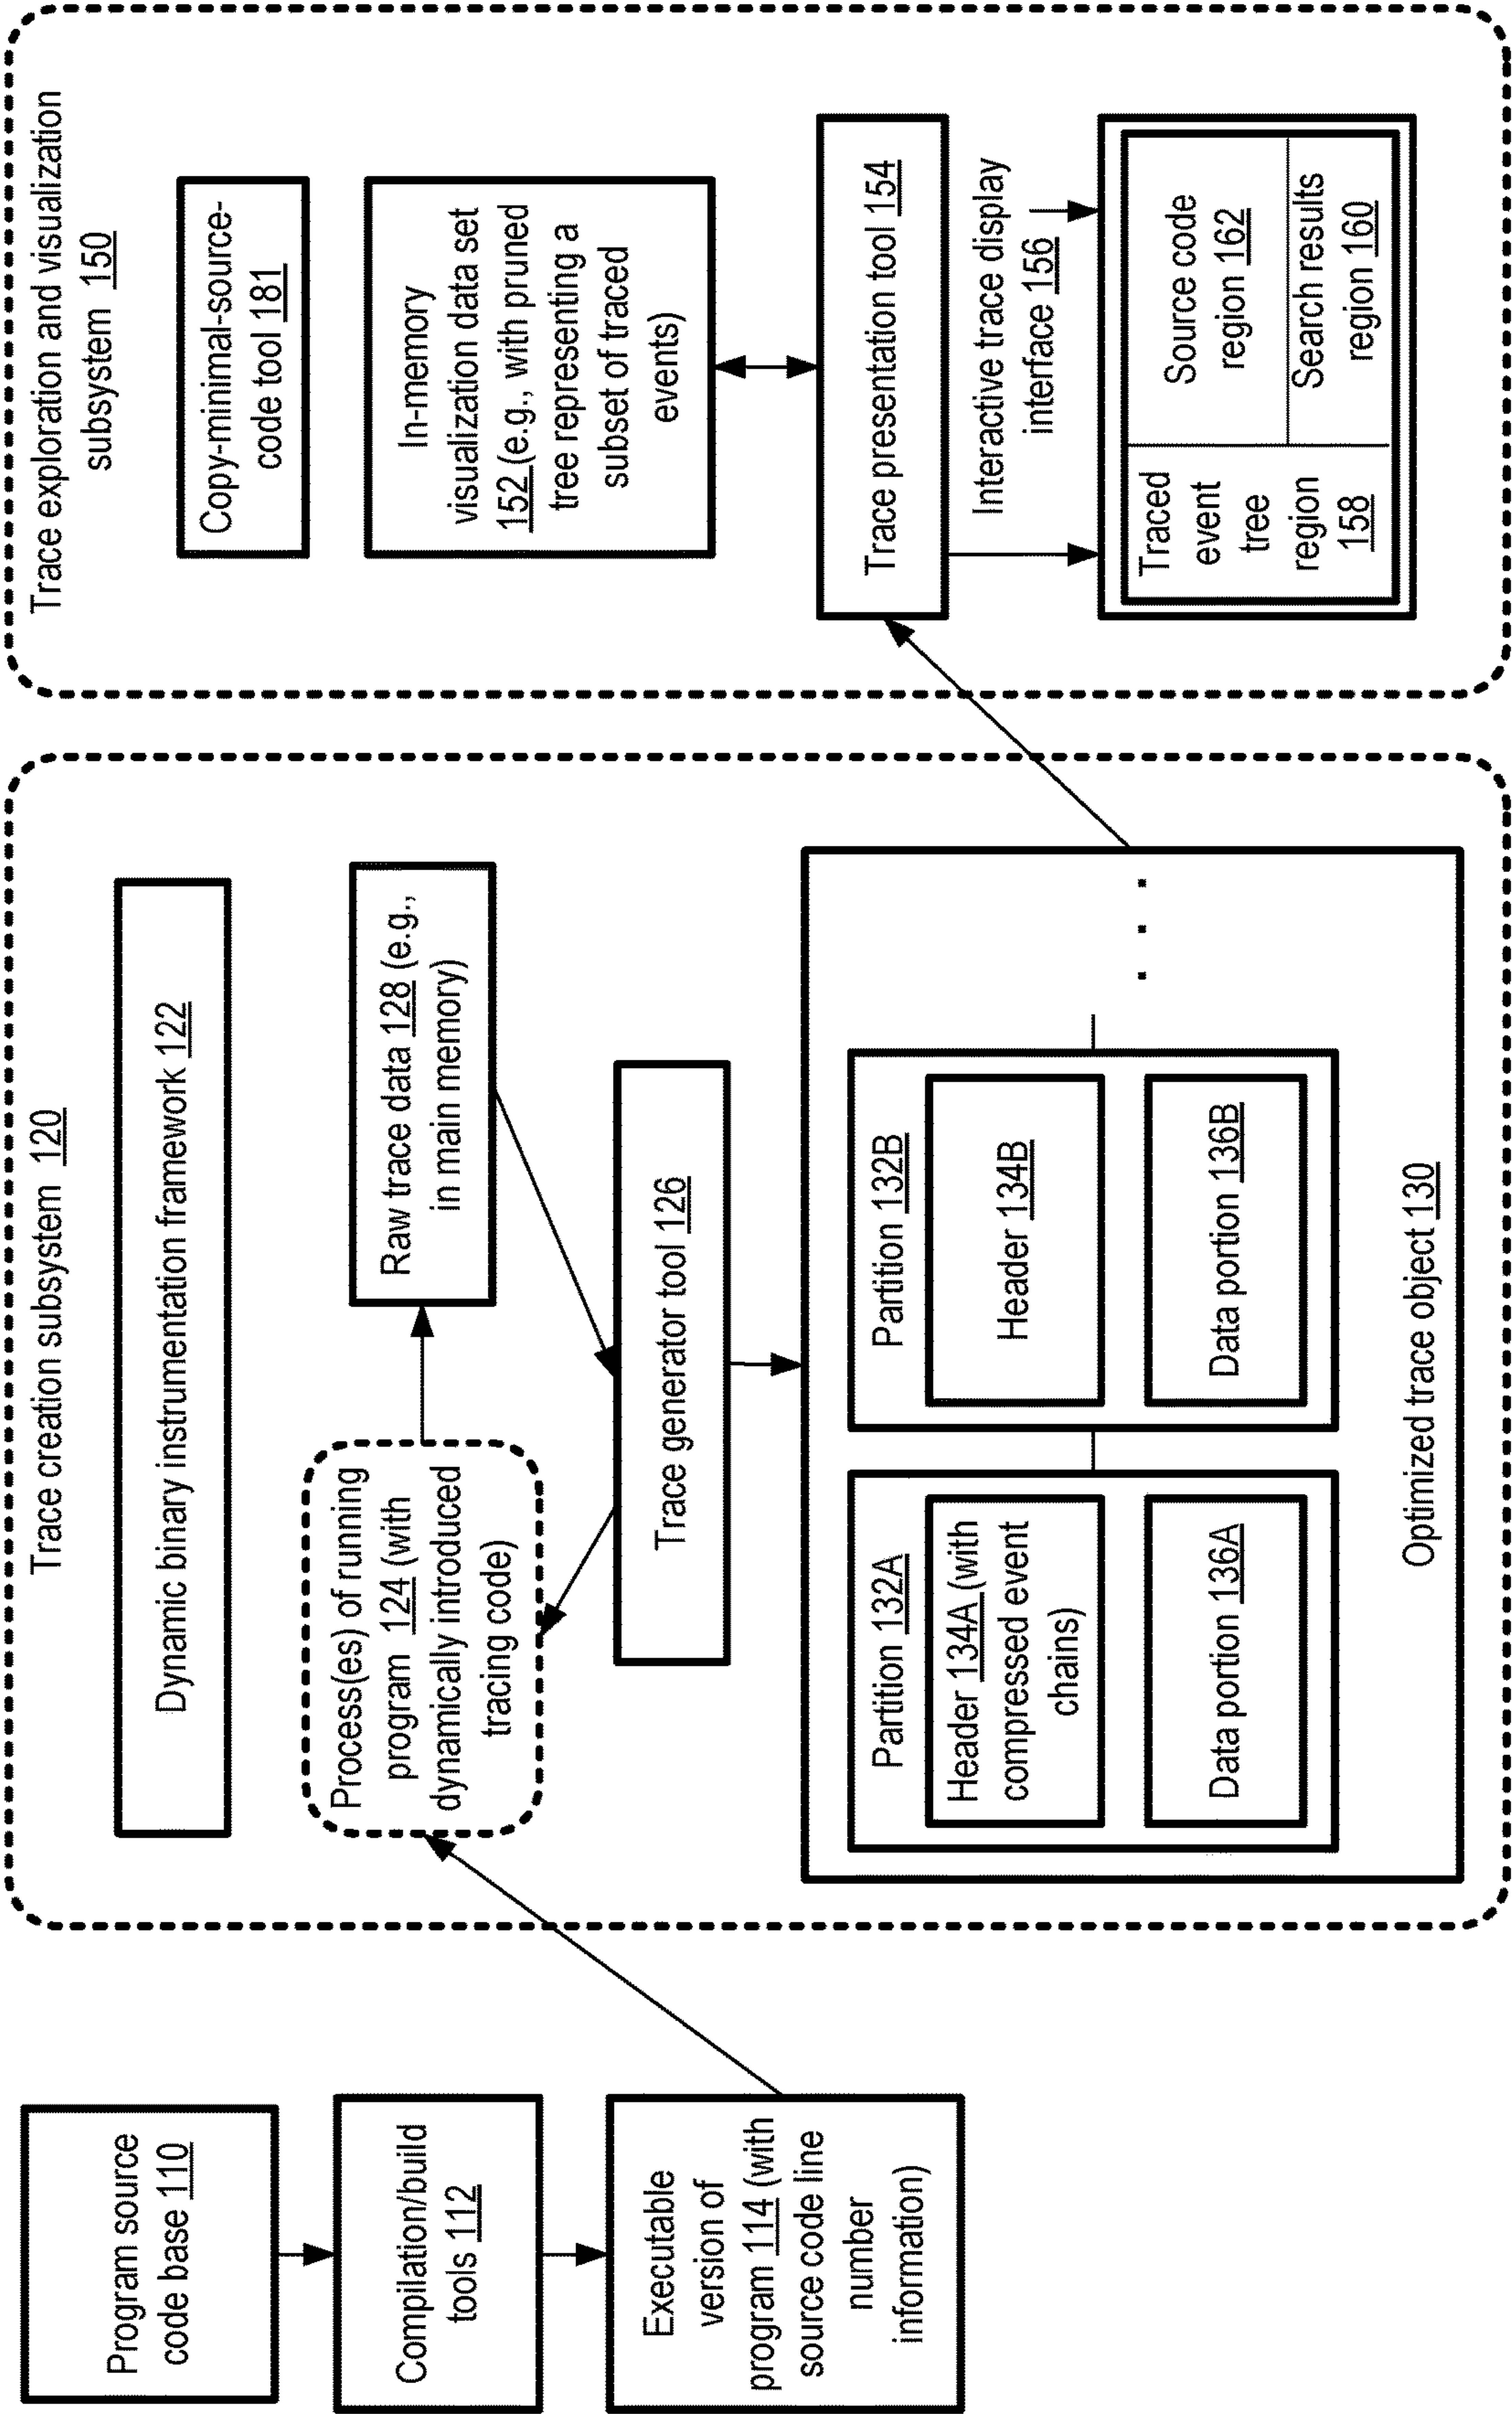 Program source
code base 110
Compilation/build
tools 112
Executable
version of
program 114 (with
source code line
number
information)
Trace creation subsystem 120
Dynamic binary instrumentation framework 122
Process(es) of running
program 124 (with
dynamically introduced
tracing code)
Raw trace data 128 (e.g.,
in main memory)
Trace generator tool 126
Partition 132A
Header 134A (with
compressed event
chains)
Data portion 136A
Partition 132B
Header 134B
Data portion 136B
. . .
Optimized trace object 130
Trace exploration and visualization
subsystem 150
Copy-minimal-source-
code tool 181
In-memory
visualization data set
152 (e.g., with pruned
tree representing a
subset of traced
events)
Trace presentation tool 154
Interactive trace display
interface 156
Traced
event
tree
region
158
Source code
region 162
Search results
region 160